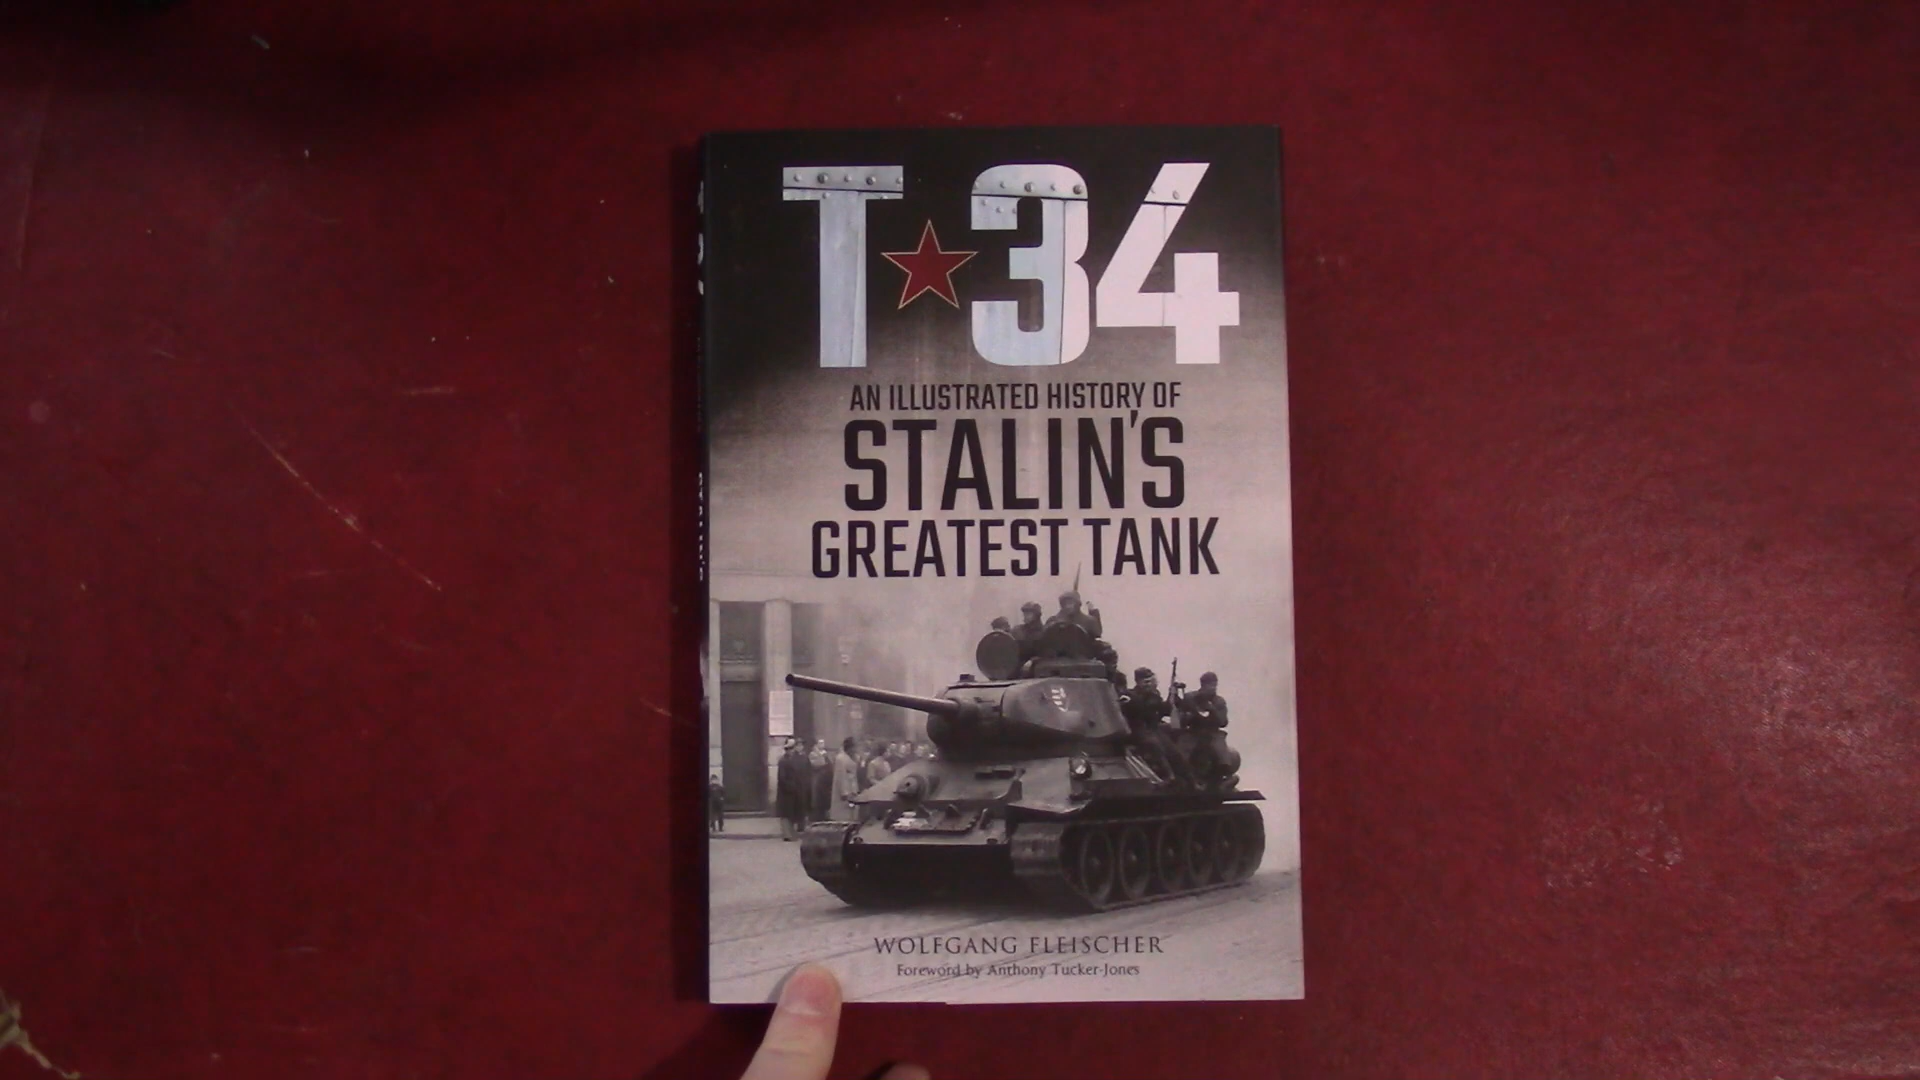 T★34
AN ILLUSTRATED HISTORY OF
STALIN'S
GREATEST TANK
WOLFGANG FLEISCHER
Foreword by Anthony Tucker-Jones